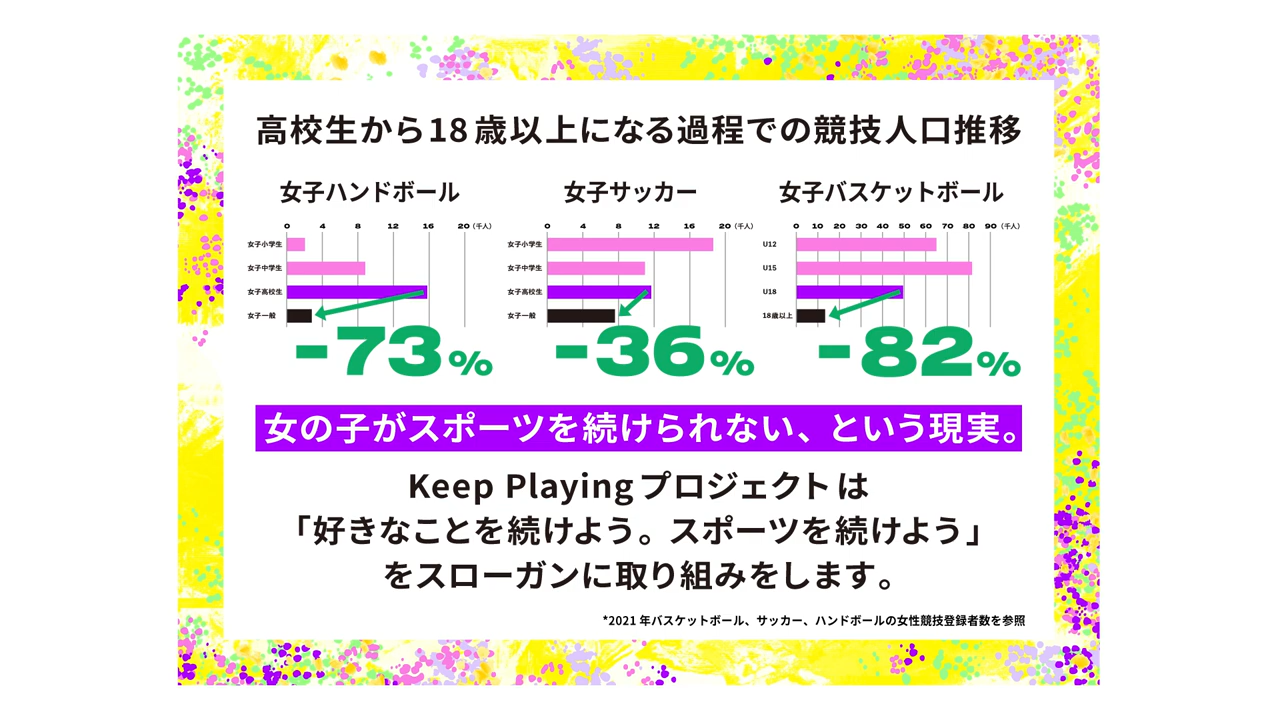 高校生から18歳以上になる過程での競技人口推移
女子ハンドボール
0 4 8 12 16 20 (千人)
女子小学生
女子中学生
女子高校生
女子一般
-73%
女子サッカー
0 4 8 12 16 20 (千人)
女子小学生
女子中学生
女子高校生
女子一般
-36%
女子バスケットボール
0 10 20 30 40 50 60 70 80 90 (千人)
U12
U15
U18
18歳以上
-82%
女の子がスポーツを続けられない、という現実。
Keep Playingプロジェクトは
「好きなことを続けよう。スポーツを続けよう」
をスローガンに取り組みをします。
*2021年バスケットボール、サッカー、ハンドボールの女性競技登録者数を参照